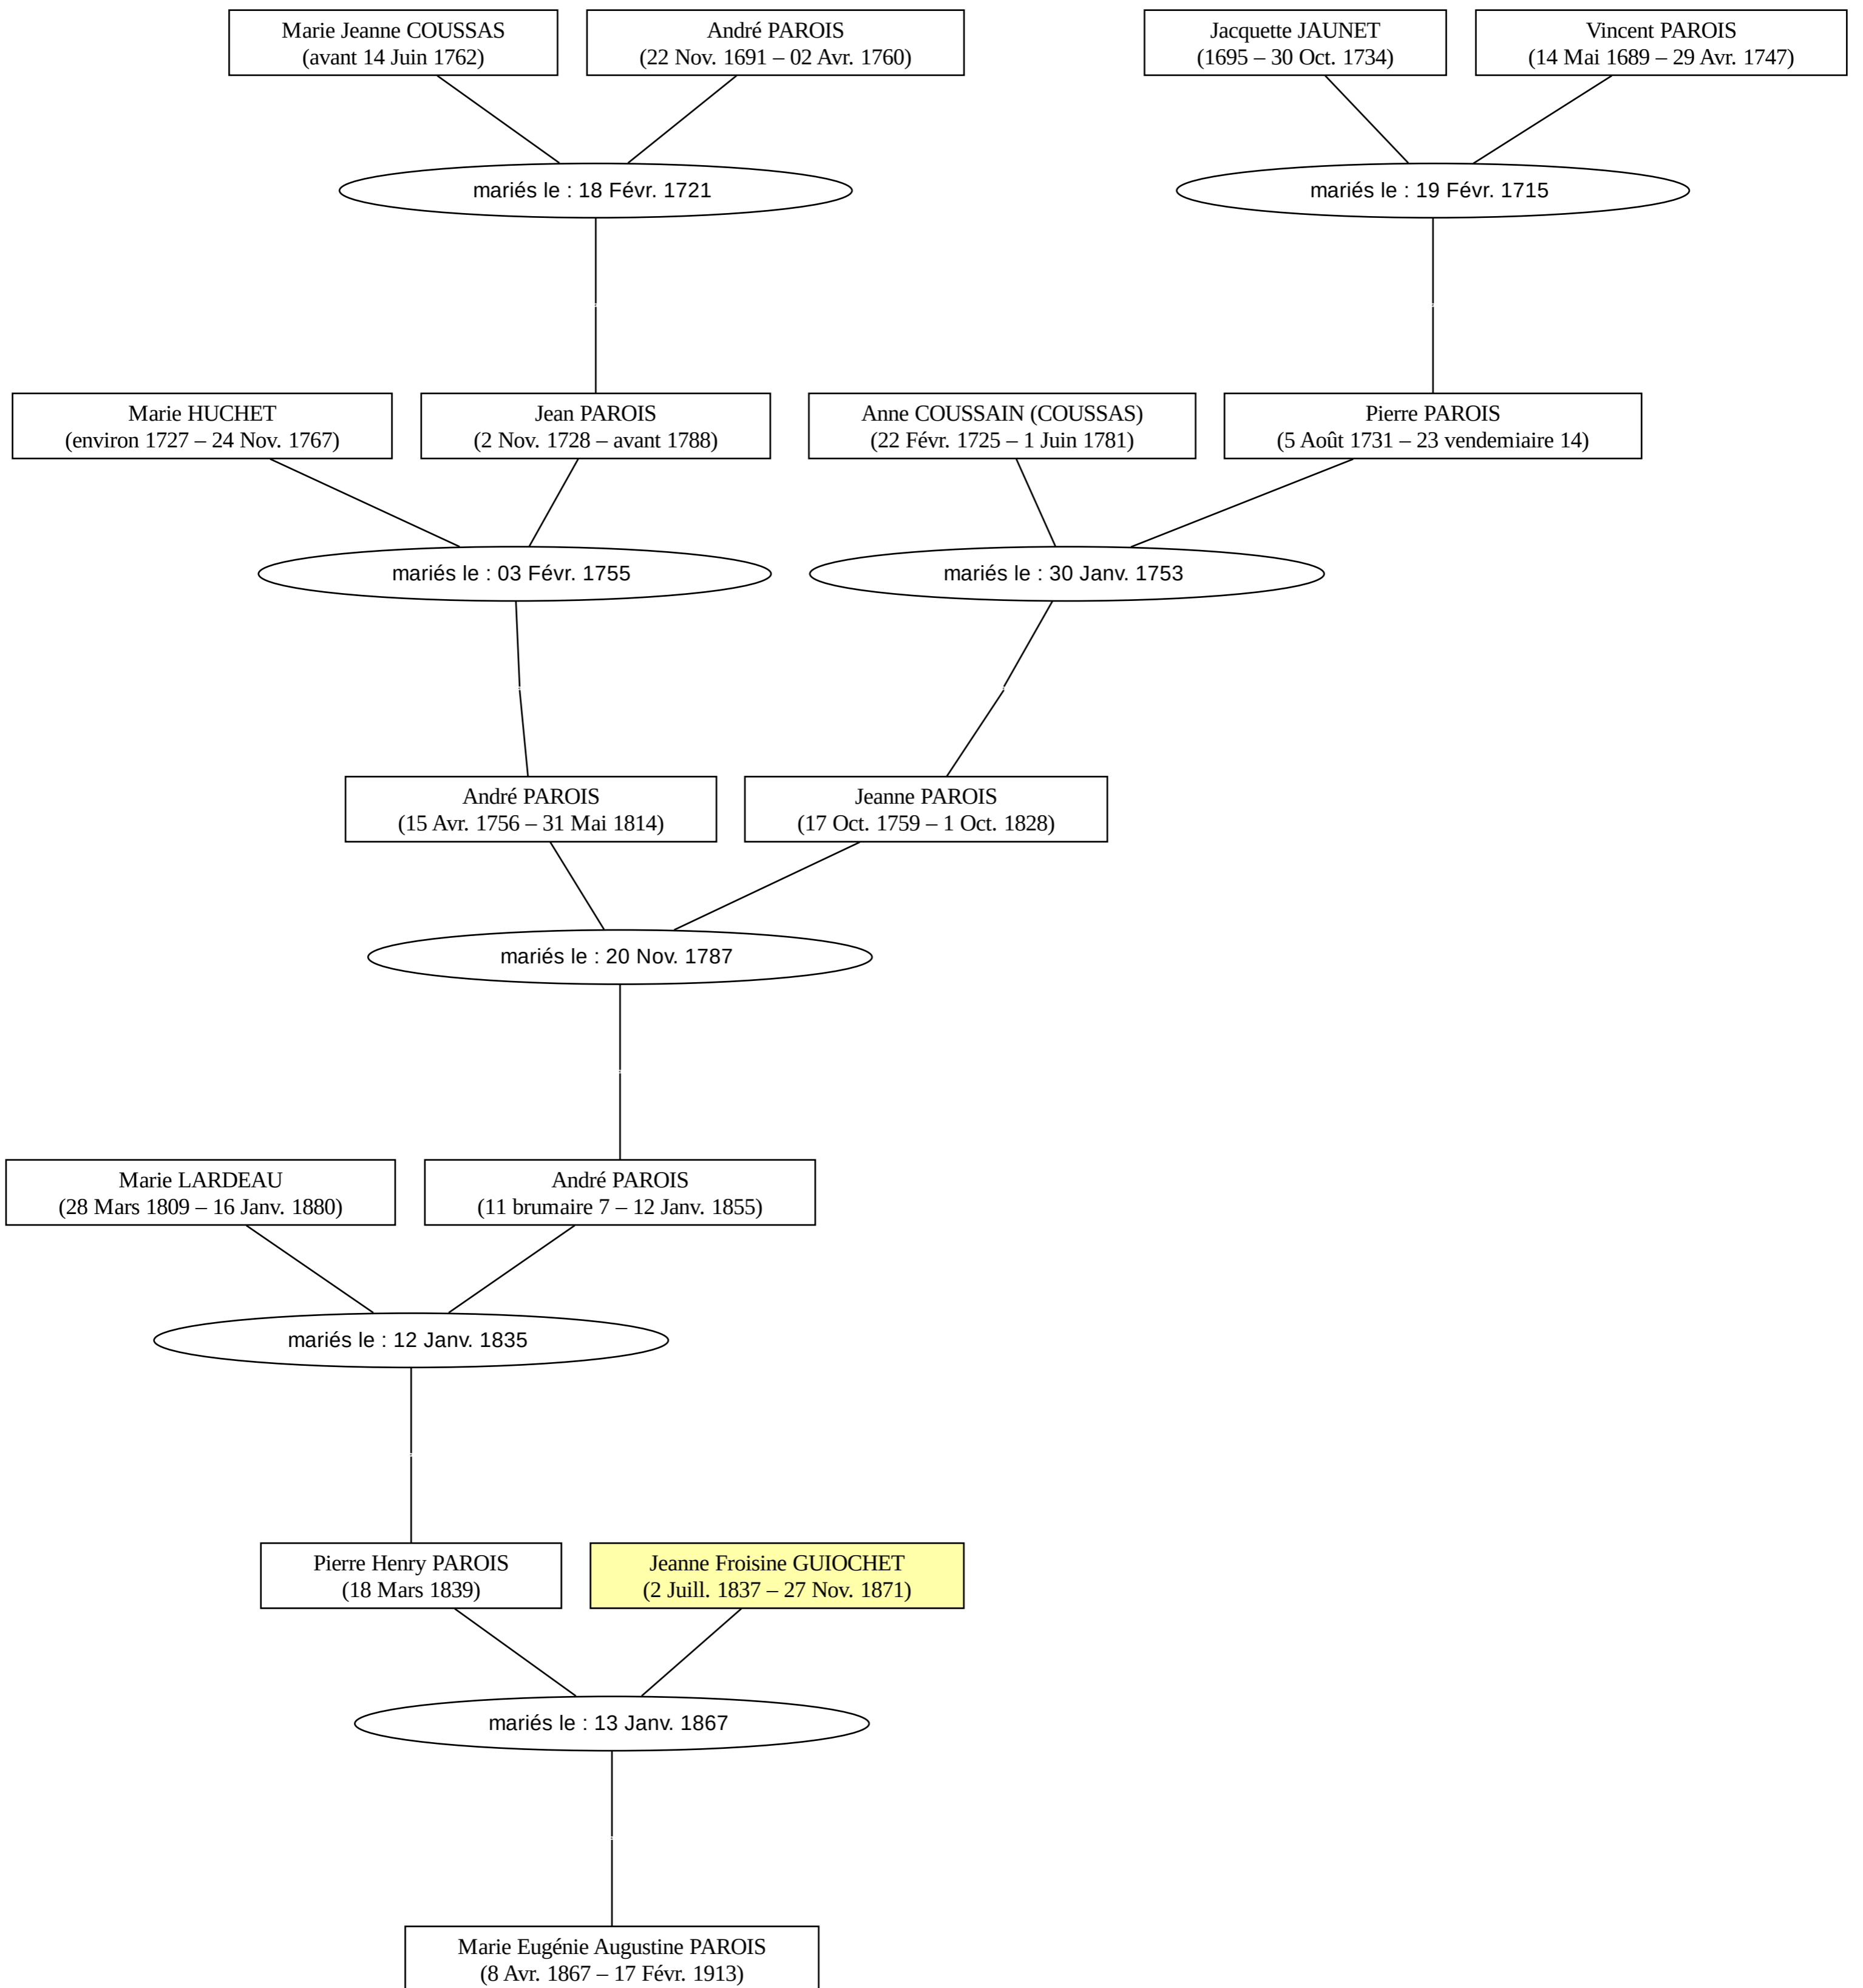 Marie Jeanne COUSSAS
(avant 14 Juin 1762)
André PAROIS
(22 Nov. 1691 – 02 Avr. 1760)
Jacquette JAUNET
(1695 – 30 Oct. 1734)
Vincent PAROIS
(14 Mai 1689 – 29 Avr. 1747)
mariés le : 18 Févr. 1721
mariés le : 19 Févr. 1715
Marie HUCHET
(environ 1727 – 24 Nov. 1767)
Jean PAROIS
(2 Nov. 1728 – avant 1788)
Anne COUSSAIN (COUSSAS)
(22 Févr. 1725 – 1 Juin 1781)
Pierre PAROIS
(5 Août 1731 – 23 vendemiaire 14)
mariés le : 03 Févr. 1755
mariés le : 30 Janv. 1753
André PAROIS
(15 Avr. 1756 – 31 Mai 1814)
Jeanne PAROIS
(17 Oct. 1759 – 1 Oct. 1828)
mariés le : 20 Nov. 1787
Marie LARDEAU
(28 Mars 1809 – 16 Janv. 1880)
André PAROIS
(11 brumaire 7 – 12 Janv. 1855)
mariés le : 12 Janv. 1835
Pierre Henry PAROIS
(18 Mars 1839)
Jeanne Froisine GUIOCHET
(2 Juill. 1837 – 27 Nov. 1871)
mariés le : 13 Janv. 1867
Marie Eugénie Augustine PAROIS
(8 Avr. 1867 – 17 Févr. 1913)